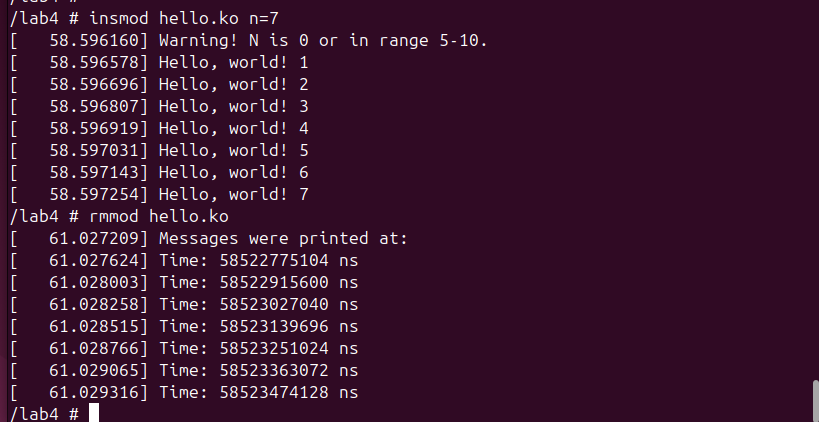 /lab4 #
/lab4 # insmod hello.ko n=7
[   58.596160] Warning! N is 0 or in range 5-10.
[   58.596578] Hello, world! 1
[   58.596696] Hello, world! 2
[   58.596807] Hello, world! 3
[   58.596919] Hello, world! 4
[   58.597031] Hello, world! 5
[   58.597143] Hello, world! 6
[   58.597254] Hello, world! 7
/lab4 # rmmod hello.ko
[   61.027209] Messages were printed at:
[   61.027624] Time: 58522775104 ns
[   61.028003] Time: 58522915600 ns
[   61.028258] Time: 58523027040 ns
[   61.028515] Time: 58523139696 ns
[   61.028766] Time: 58523251024 ns
[   61.029065] Time: 58523363072 ns
[   61.029316] Time: 58523474128 ns
/lab4 #